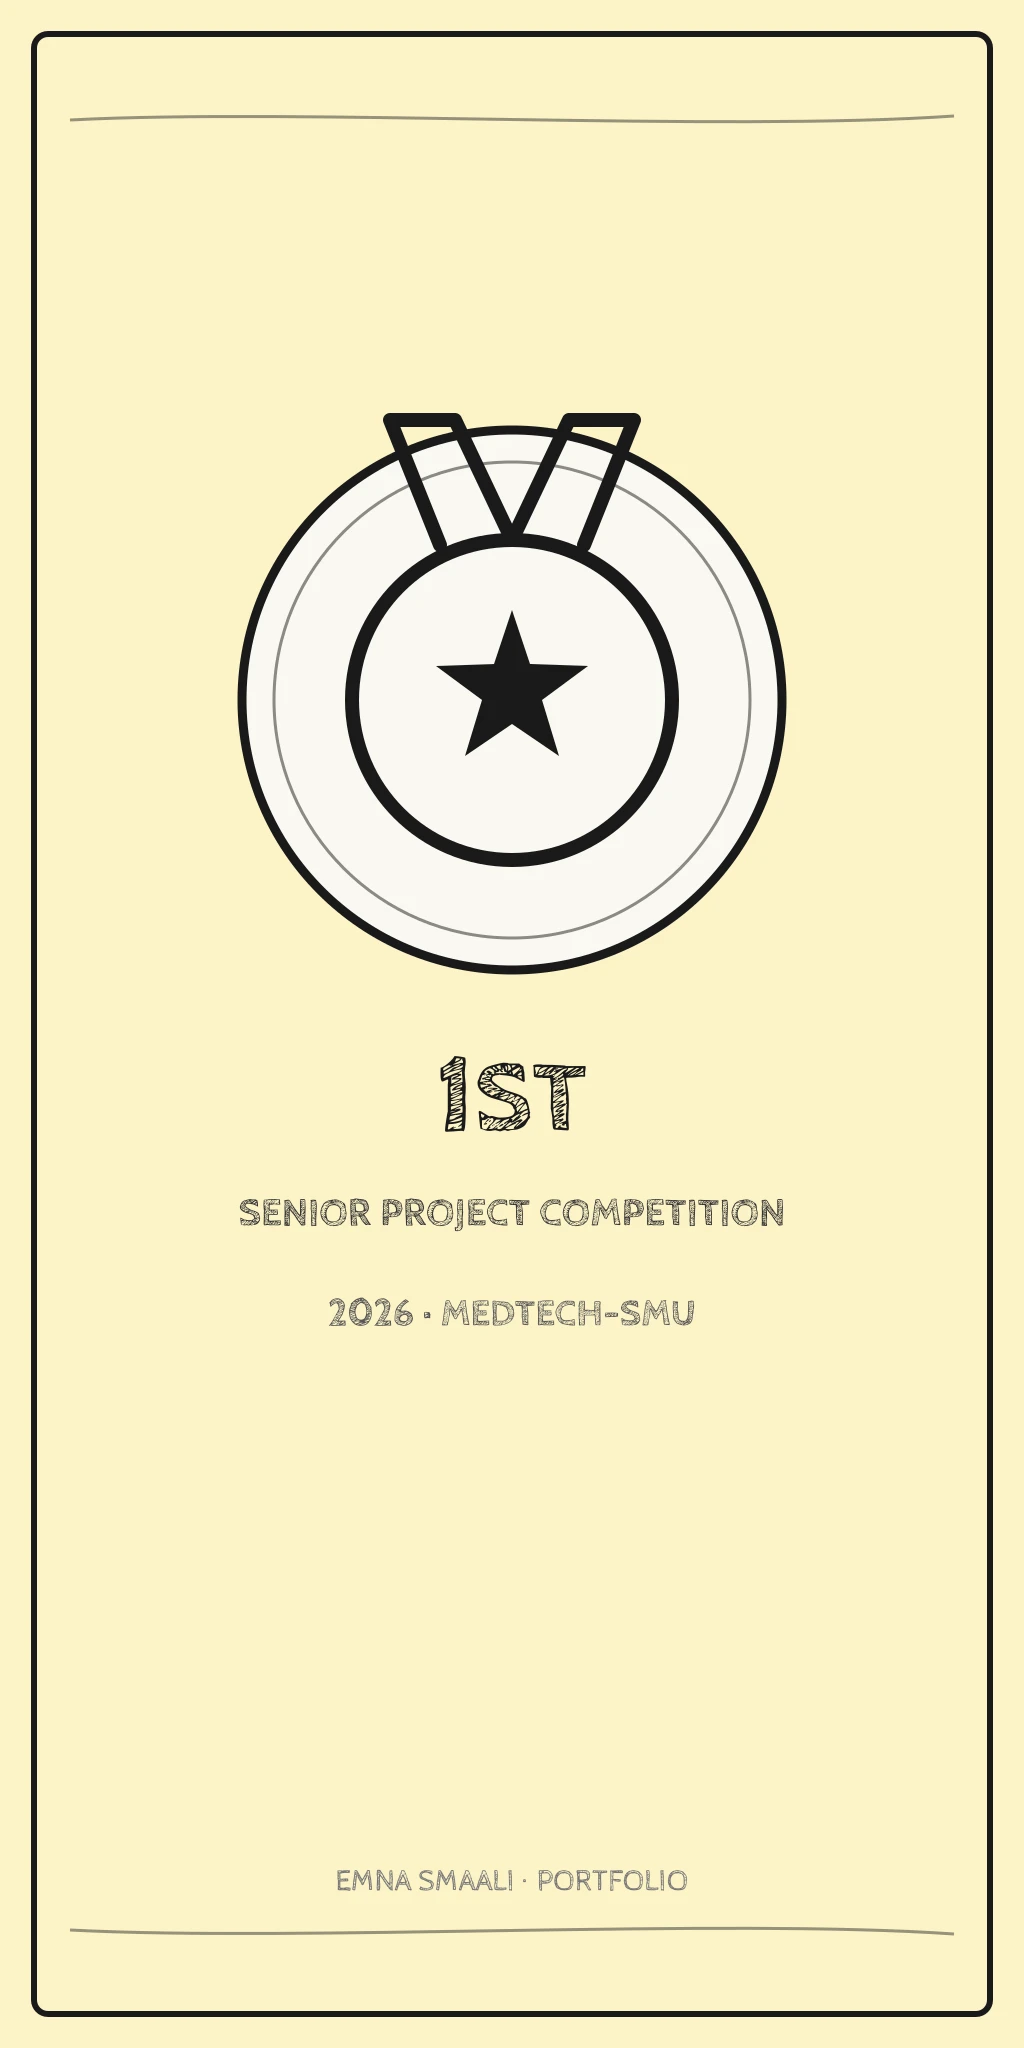 1ST
SENIOR PROJECT COMPETITION
2026 · MEDTECH-SMU
EMNA SMAALI · PORTFOLIO